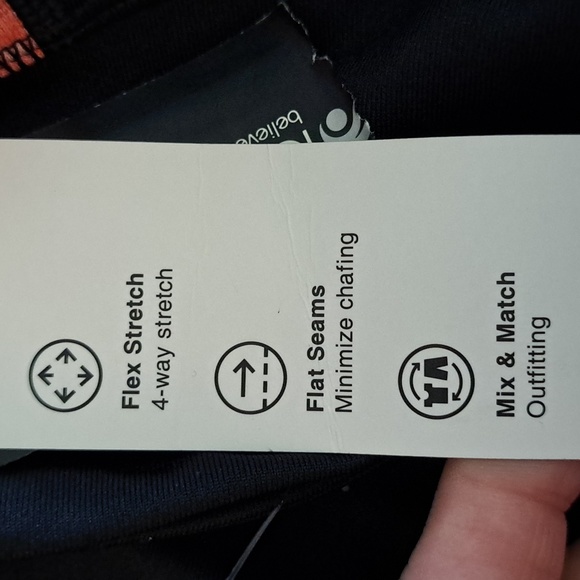 Flex Stretch
4-way stretch
Flat Seams
Minimize chafing
Mix & Match
Outfitting
believe